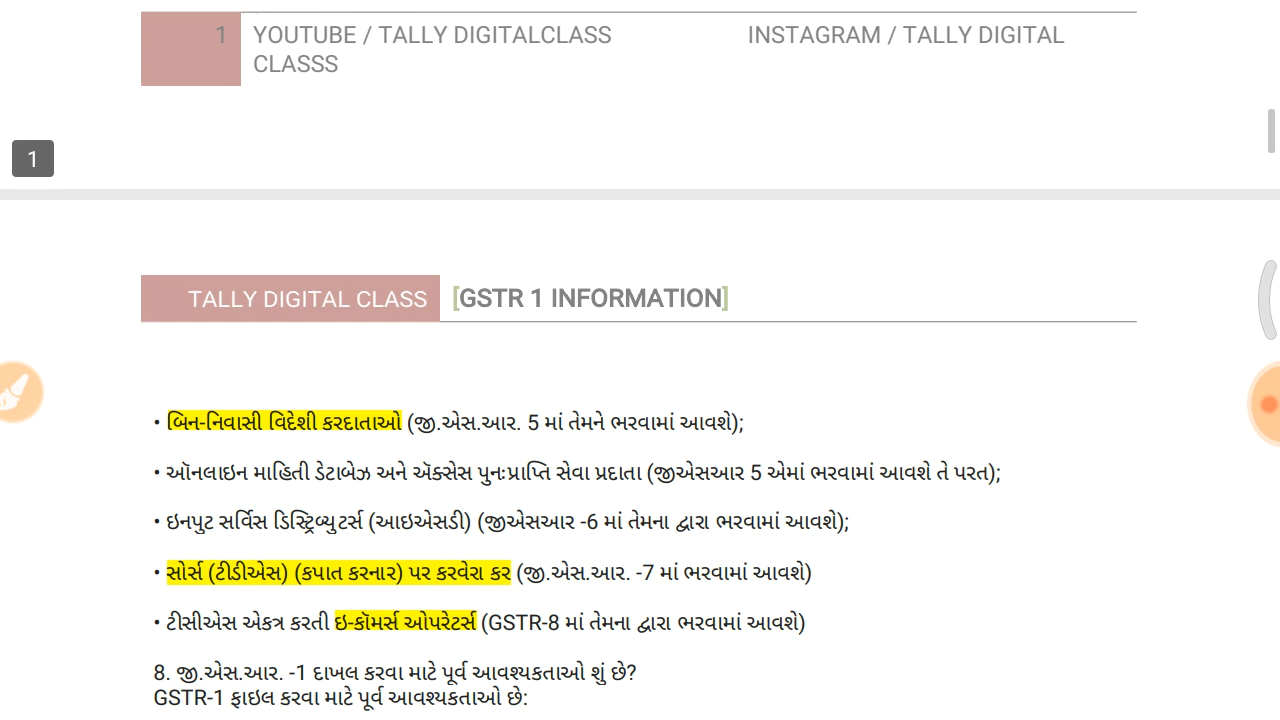 1 YOUTUBE / TALLY DIGITALCLASS INSTAGRAM / TALLY DIGITAL
CLASSS
1
TALLY DIGITAL CLASS [GSTR 1 INFORMATION]
• બિન-નિવાસી વિદેશી કરદાતાઓ (જી.એસ.આર. 5 માં તેમને ભરવામાં આવશે);
• ઑનલાઇન માહિતી ડેટાબેઝ અને ઍક્સેસ પુનઃપ્રાપ્તિ સેવા પ્રદાતા (જીએસઆર 5 એમાં ભરવામાં આવશે તે પરત);
• ઇનપુટ સર્વિસ ડિસ્ટ્રિબ્યુટર્સ (આઇએસડી) (જીએસઆર -6 માં તેમના દ્વારા ભરવામાં આવશે);
• સોર્સ (ટીડીએસ) (કપાત કરનાર) પર કરવેરા કર (જી.એસ.આર. -7 માં ભરવામાં આવશે)
• ટીસીએસ એકત્ર કરતી ઇ-કૉમર્સ ઓપરેટર્સ (GSTR-8 માં તેમના દ્વારા ભરવામાં આવશે)
8. જી.એસ.આર. -1 દાખલ કરવા માટે પૂર્વ આવશ્યકતાઓ શું છે?
GSTR-1 ફાઇલ કરવા માટે પૂર્વ આવશ્યકતાઓ છે: